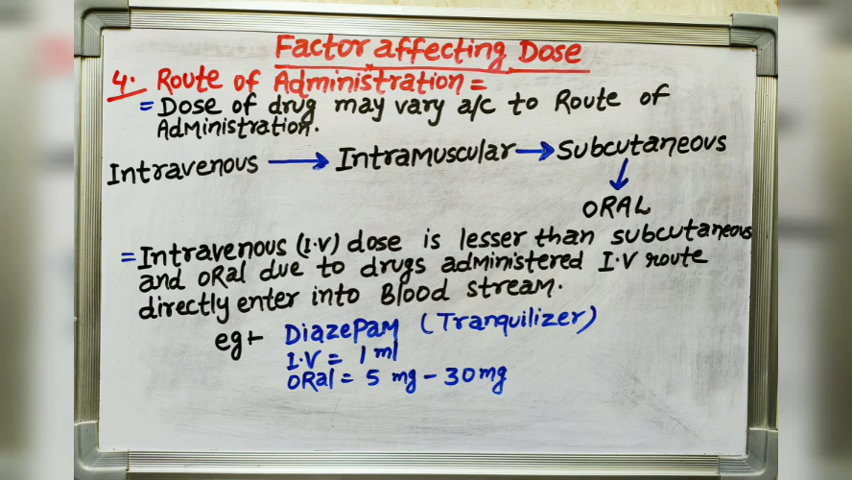 Factor affecting Dose
4. Route of Administration =
= Dose of drug may vary a/c to Route of
Administration.
Intravenous → Intramuscular → Subcutaneous
↓
ORAL
= Intravenous (I.V) dose is lesser than subcutaneous
and oRal due to drugs administered I.V route
directly enter into Blood stream.
eg:- DiazePam (Tranquilizer)
I.V = 1 ml
ORal = 5 mg - 30 mg